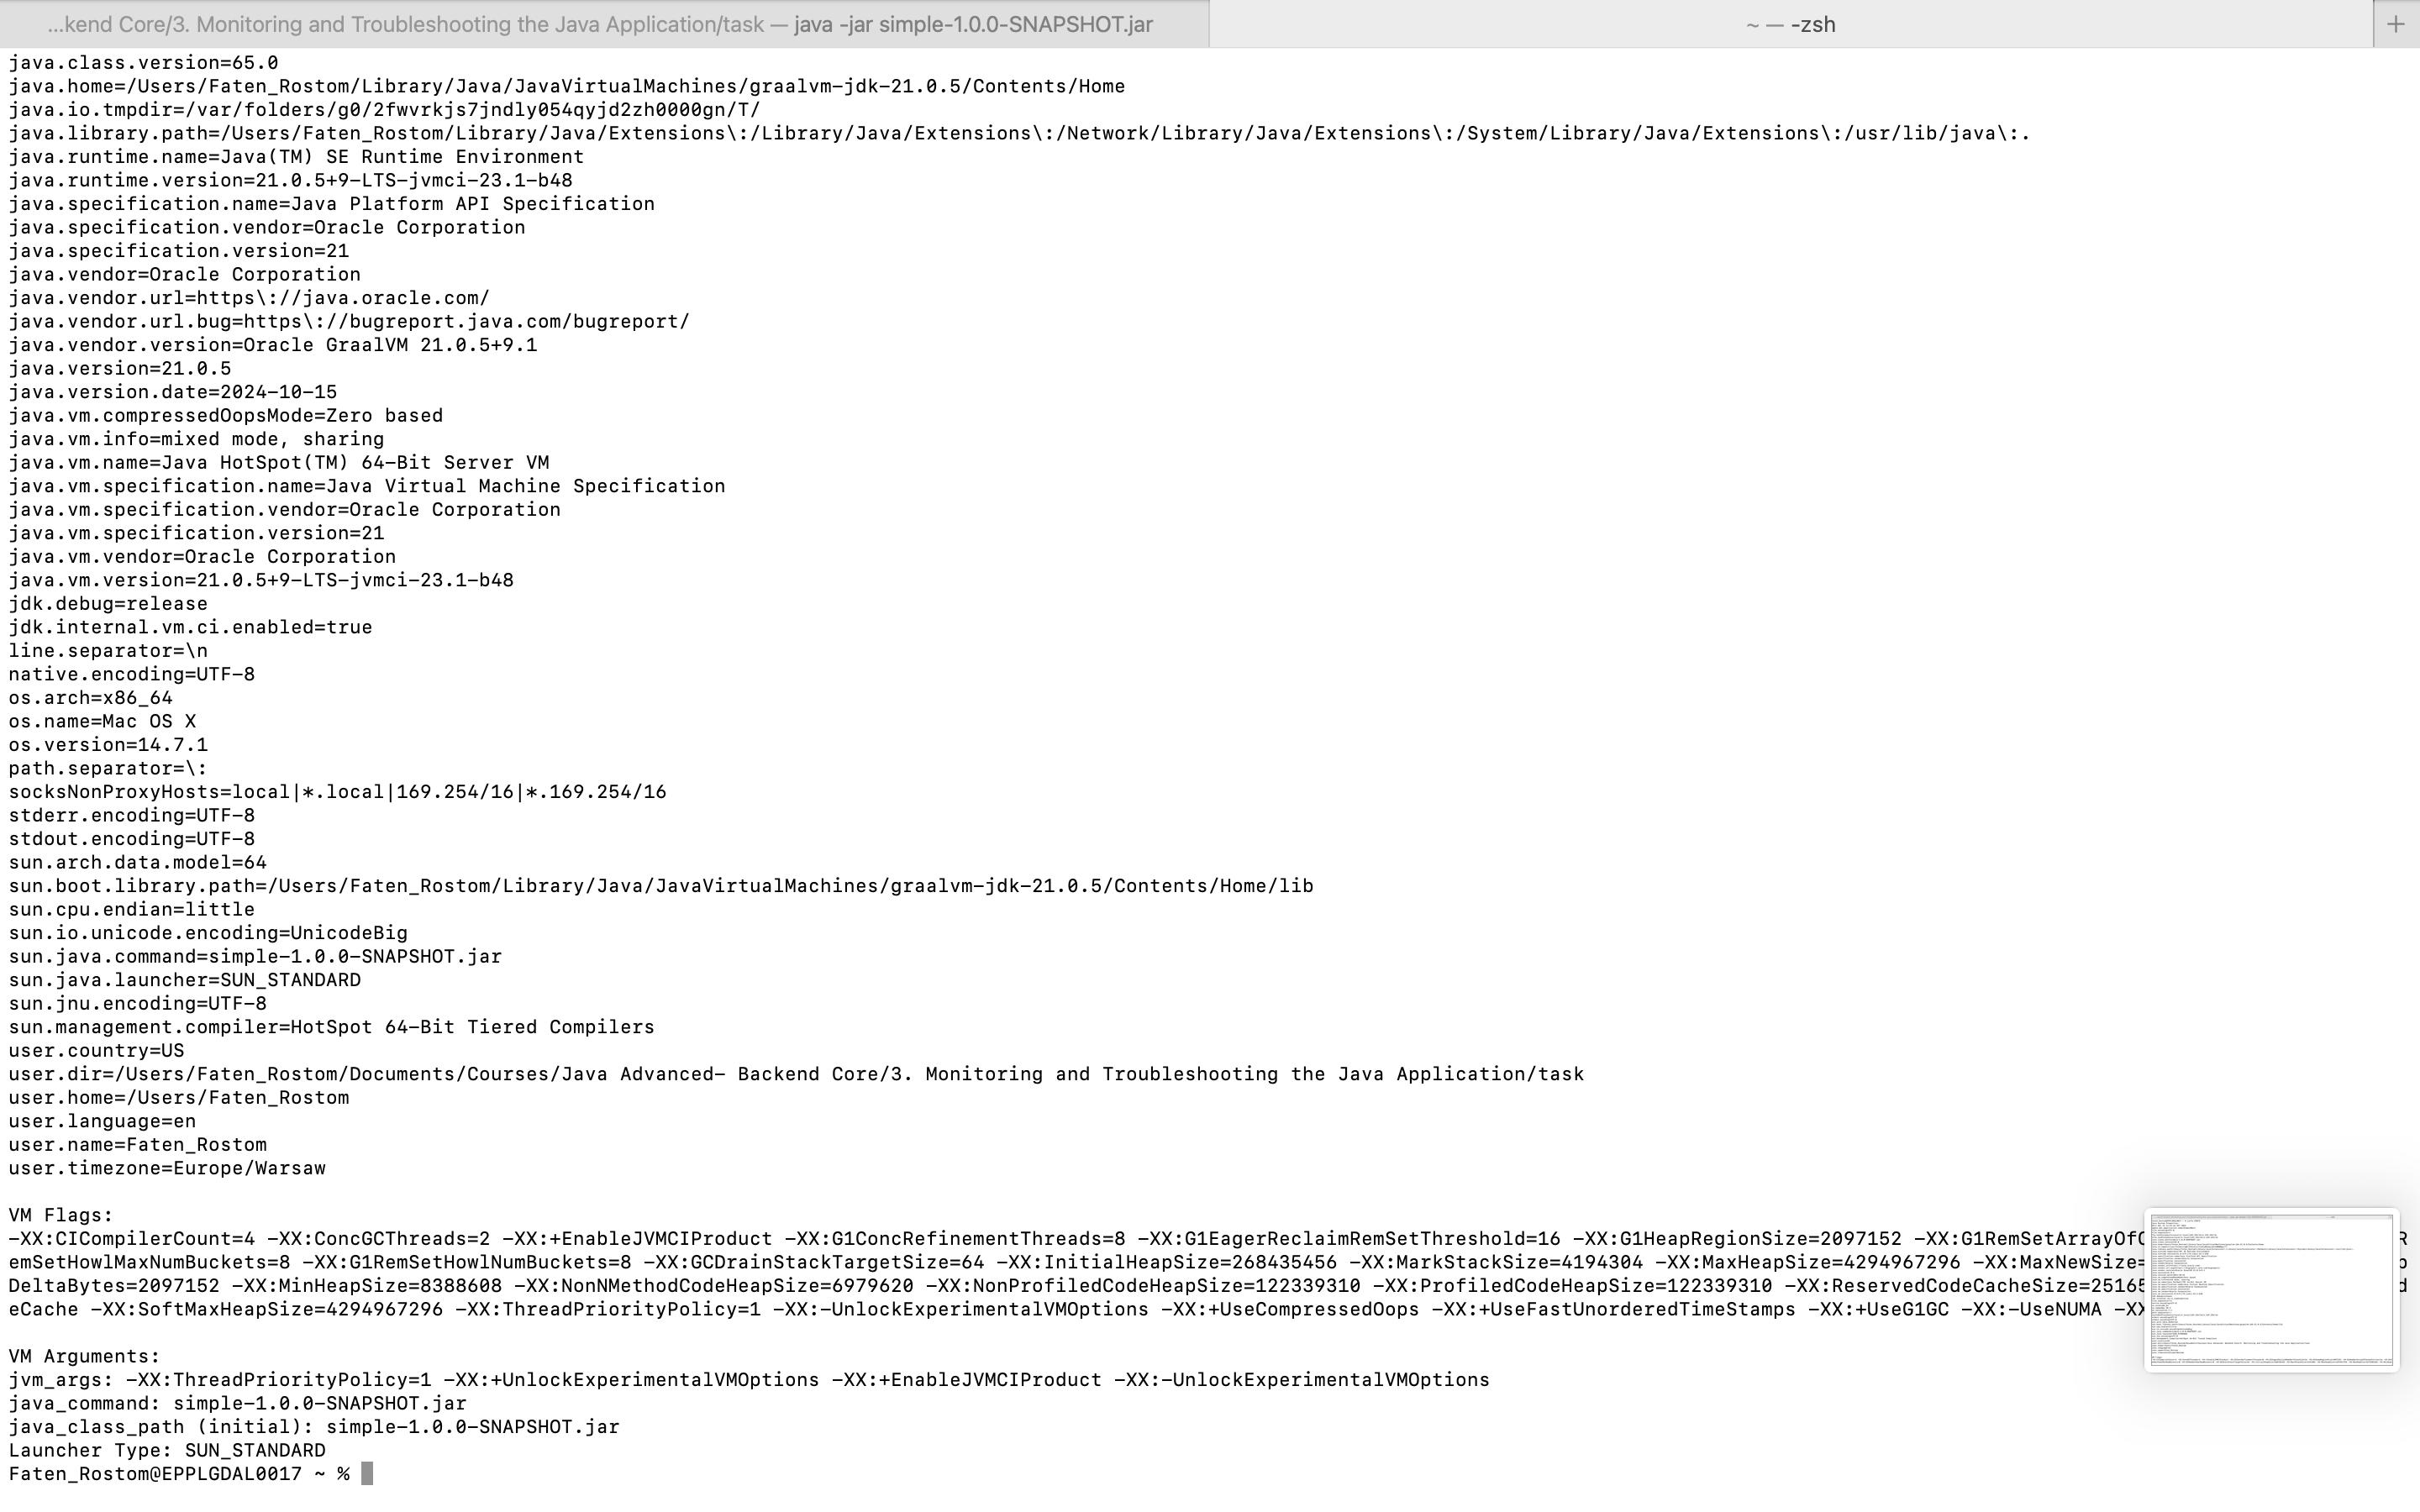 ...kend Core/3. Monitoring and Troubleshooting the Java Application/task — java -jar simple-1.0.0-SNAPSHOT.jar
~ — -zsh
+
java.class.version=65.0
java.home=/Users/Faten_Rostom/Library/Java/JavaVirtualMachines/graalvm-jdk-21.0.5/Contents/Home
java.io.tmpdir=/var/folders/g0/2fwvrkjs7jndly054qyjd2zh0000gn/T/
java.library.path=/Users/Faten_Rostom/Library/Java/Extensions\:/Library/Java/Extensions\:/Network/Library/Java/Extensions\:/System/Library/Java/Extensions\:/usr/lib/java\:.
java.runtime.name=Java(TM) SE Runtime Environment
java.runtime.version=21.0.5+9-LTS-jvmci-23.1-b48
java.specification.name=Java Platform API Specification
java.specification.vendor=Oracle Corporation
java.specification.version=21
java.vendor=Oracle Corporation
java.vendor.url=https\://java.oracle.com/
java.vendor.url.bug=https\://bugreport.java.com/bugreport/
java.vendor.version=Oracle GraalVM 21.0.5+9.1
java.version=21.0.5
java.version.date=2024-10-15
java.vm.compressedOopsMode=Zero based
java.vm.info=mixed mode, sharing
java.vm.name=Java HotSpot(TM) 64-Bit Server VM
java.vm.specification.name=Java Virtual Machine Specification
java.vm.specification.vendor=Oracle Corporation
java.vm.specification.version=21
java.vm.vendor=Oracle Corporation
java.vm.version=21.0.5+9-LTS-jvmci-23.1-b48
jdk.debug=release
jdk.internal.vm.ci.enabled=true
line.separator=\n
native.encoding=UTF-8
os.arch=x86_64
os.name=Mac OS X
os.version=14.7.1
path.separator=\:
socksNonProxyHosts=local|*.local|169.254/16|*.169.254/16
stderr.encoding=UTF-8
stdout.encoding=UTF-8
sun.arch.data.model=64
sun.boot.library.path=/Users/Faten_Rostom/Library/Java/JavaVirtualMachines/graalvm-jdk-21.0.5/Contents/Home/lib
sun.cpu.endian=little
sun.io.unicode.encoding=UnicodeBig
sun.java.command=simple-1.0.0-SNAPSHOT.jar
sun.java.launcher=SUN_STANDARD
sun.jnu.encoding=UTF-8
sun.management.compiler=HotSpot 64-Bit Tiered Compilers
user.country=US
user.dir=/Users/Faten_Rostom/Documents/Courses/Java Advanced- Backend Core/3. Monitoring and Troubleshooting the Java Application/task
user.home=/Users/Faten_Rostom
user.language=en
user.name=Faten_Rostom
user.timezone=Europe/Warsaw
VM Flags:
-XX:CICompilerCount=4 -XX:ConcGCThreads=2 -XX:+EnableJVMCIProduct -XX:G1ConcRefinementThreads=8 -XX:G1EagerReclaimRemSetThreshold=16 -XX:G1HeapRegionSize=2097152 -XX:G1RemSetArrayOf R
emSetHowlMaxNumBuckets=8 -XX:G1RemSetHowlNumBuckets=8 -XX:GCDrainStackTargetSize=64 -XX:InitialHeapSize=268435456 -XX:MarkStackSize=4194304 -XX:MaxHeapSize=4294967296 -XX:MaxNewSize=
DeltaBytes=2097152 -XX:MinHeapSize=8388608 -XX:NonNMethodCodeHeapSize=6979620 -XX:NonProfiledCodeHeapSize=122339310 -XX:ProfiledCodeHeapSize=122339310 -XX:ReservedCodeCacheSize=2516 d
eCache -XX:SoftMaxHeapSize=4294967296 -XX:ThreadPriorityPolicy=1 -XX:-UnlockExperimentalVMOptions -XX:+UseCompressedOops -XX:+UseFastUnorderedTimeStamps -XX:+UseG1GC -XX:-UseNUMA
VM Arguments:
jvm_args: -XX:ThreadPriorityPolicy=1 -XX:+UnlockExperimentalVMOptions -XX:+EnableJVMCIProduct -XX:-UnlockExperimentalVMOptions
java_command: simple-1.0.0-SNAPSHOT.jar
java_class_path (initial): simple-1.0.0-SNAPSHOT.jar
Launcher Type: SUN_STANDARD
Faten_Rostom@EPPLGDAL0017 ~ %